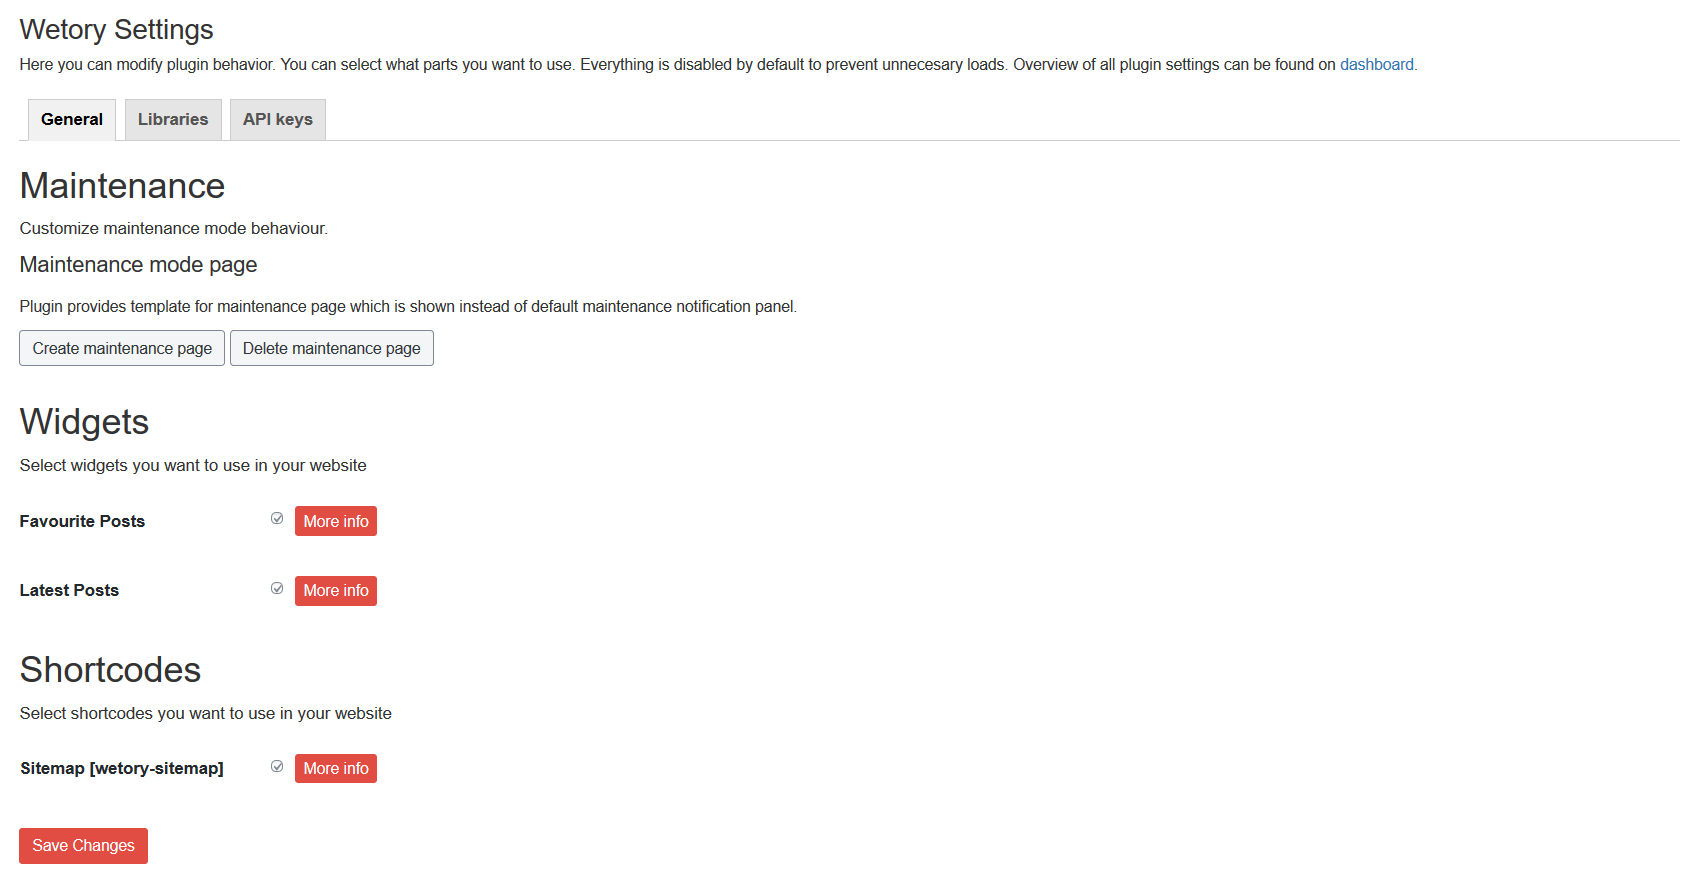 Wetory Settings
Here you can modify plugin behavior. You can select what parts you want to use. Everything is disabled by default to prevent unnecesary loads. Overview of all plugin settings can be found on dashboard.
General Libraries API keys
Maintenance
Customize maintenance mode behaviour.
Maintenance mode page
Plugin provides template for maintenance page which is shown instead of default maintenance notification panel.
Create maintenance page Delete maintenance page
Widgets
Select widgets you want to use in your website
Favourite Posts More info
Latest Posts More info
Shortcodes
Select shortcodes you want to use in your website
Sitemap [wetory-sitemap] More info
Save Changes